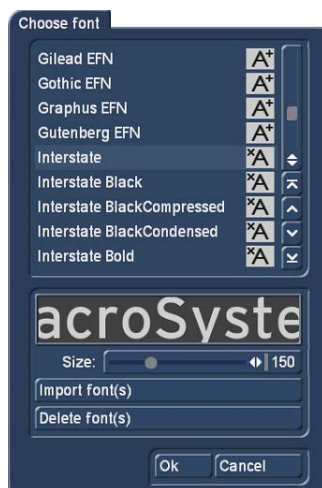 Choose font
Gilead EFN A+
Gothic EFN A+
Graphus EFN A+
Gutenberg EFN A+
Interstate ×A
Interstate Black ×A
Interstate BlackCompressed ×A
Interstate BlackCondensed ×A
Interstate Bold ×A
acroSyste
Size: 150
Import font(s)
Delete font(s)
Ok Cancel